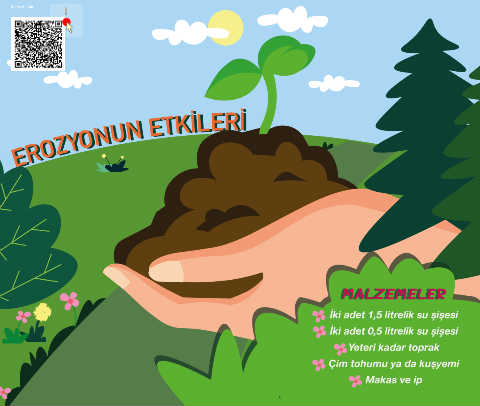 EROZYONUN ETKİLERİ
MALZEMELER
İki adet 1,5 litrelik su şişesi
İki adet 0,5 litrelik su şişesi
Yeteri kadar toprak
Çim tohumu ya da kuşyemi
Makas ve ip